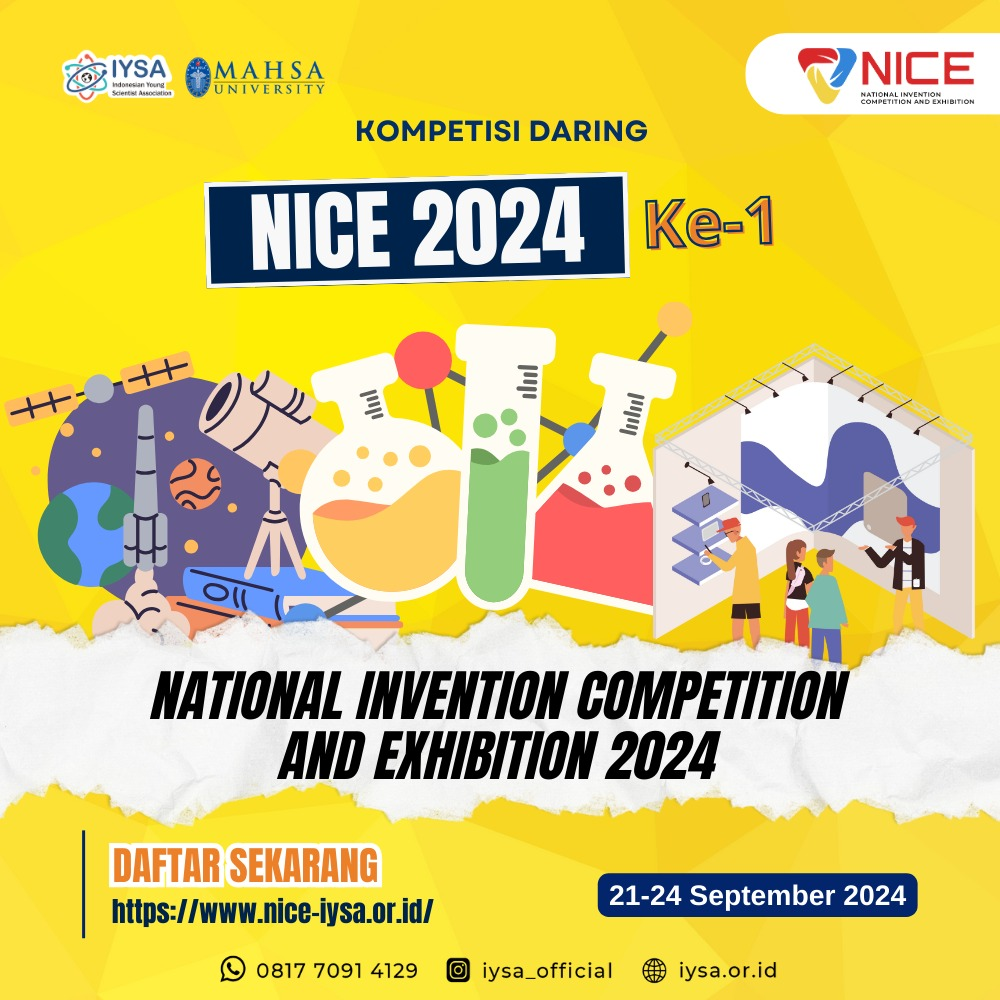 IYSA
Indonesian Young
Scientist Association
MAHSA
UNIVERSITY
NICE
NATIONAL INVENTION
COMPETITION AND EXHIBITION
KOMPETISI DARING
NICE 2024
Ke-1
NATIONAL INVENTION COMPETITION
AND EXHIBITION 2024
DAFTAR SEKARANG
https://www.nice-iysa.or.id/
21-24 September 2024
0817 7091 4129
iysa_official
iysa.or.id